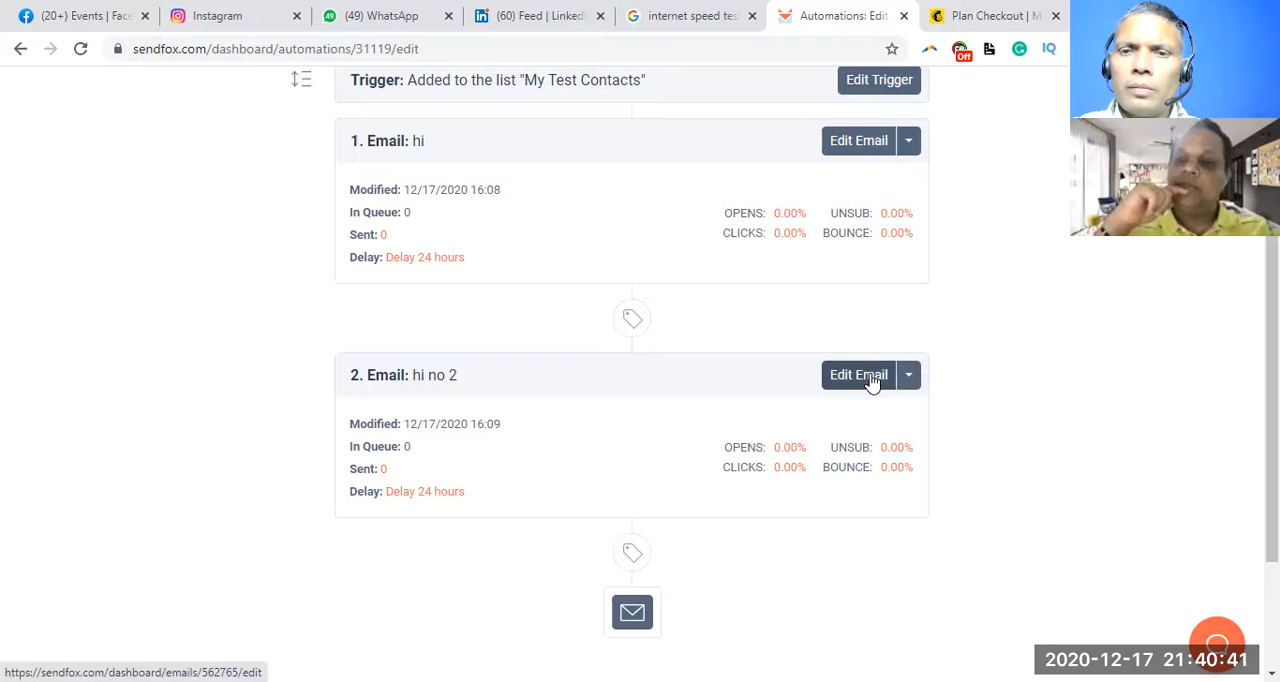 (20+) Events | Face
Instagram
(49) WhatsApp
(60) Feed | LinkedI
internet speed tes
Automations: Edit
Plan Checkout | M
sendfox.com/dashboard/automations/31119/edit
Off
IQ
Trigger: Added to the list "My Test Contacts"
Edit Trigger
1. Email: hi
Edit Email
Modified: 12/17/2020 16:08
In Queue: 0
OPENS: 0.00% UNSUB: 0.00%
Sent: 0
CLICKS: 0.00% BOUNCE: 0.00%
Delay: Delay 24 hours
2. Email: hi no 2
Edit Email
Modified: 12/17/2020 16:09
In Queue: 0
OPENS: 0.00% UNSUB: 0.00%
Sent: 0
CLICKS: 0.00% BOUNCE: 0.00%
Delay: Delay 24 hours
https://sendfox.com/dashboard/emails/562765/edit
2020-12-17 21:40:41